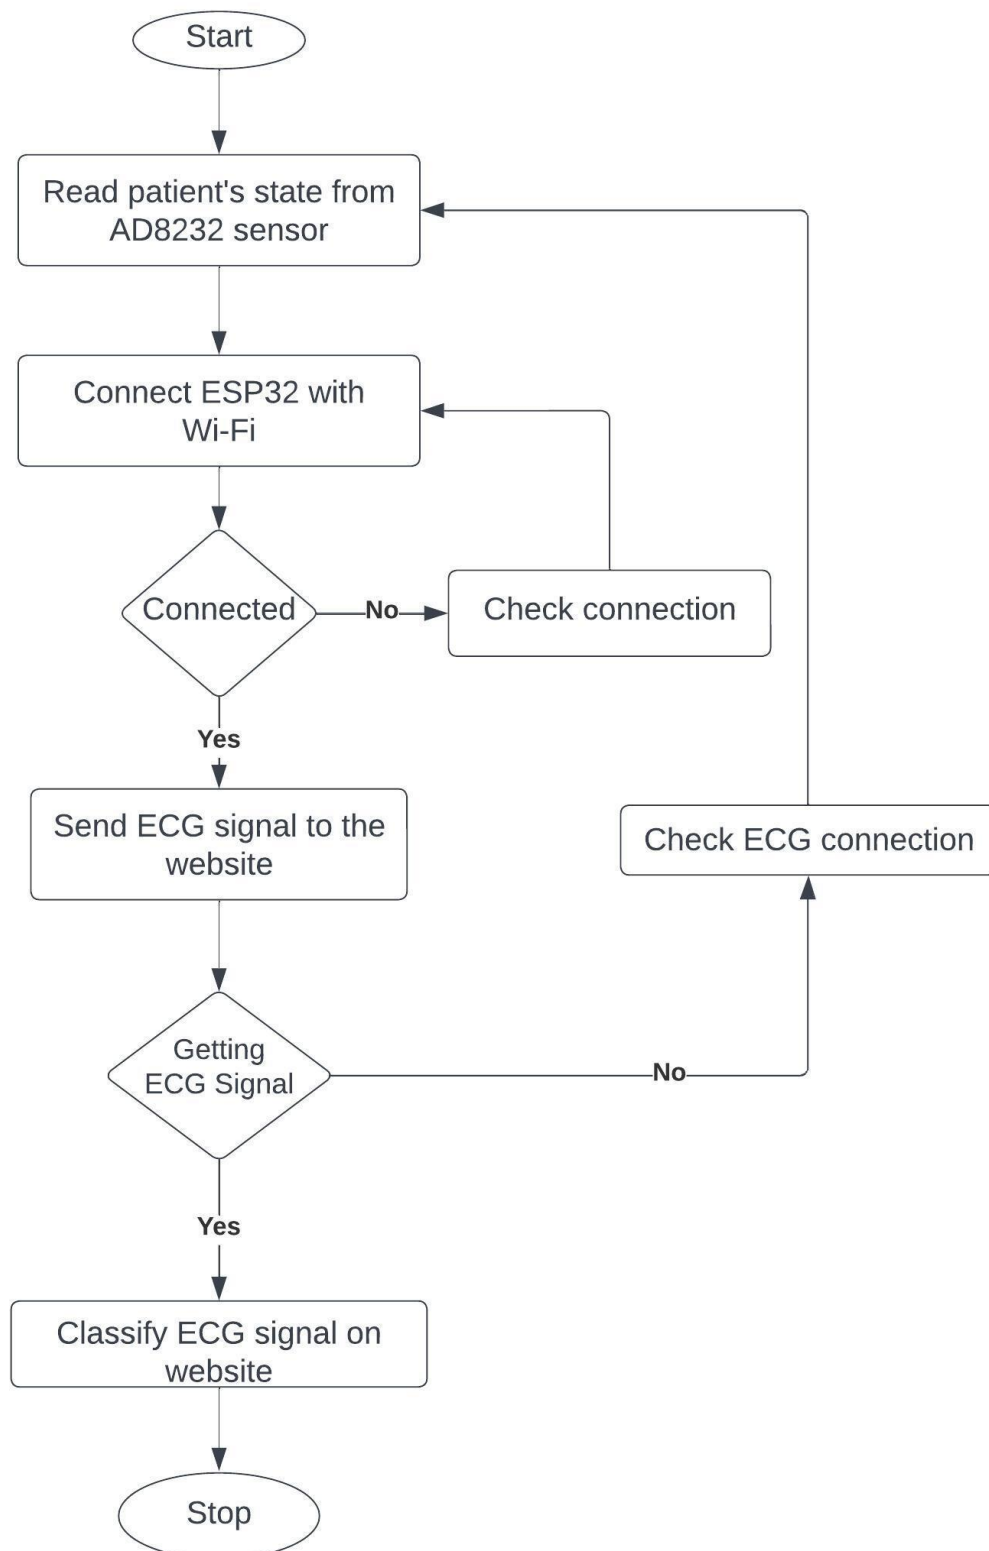 Start
Read patient's state from
AD8232 sensor
Connect ESP32 with
Wi-Fi
Connected
No
Check connection
Yes
Send ECG signal to the
website
Check ECG connection
Getting
ECG Signal
No
Yes
Classify ECG signal on
website
Stop